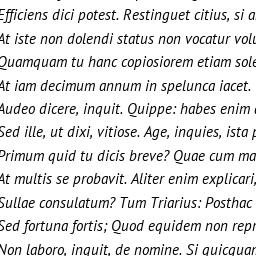 Efficiens dici potest. Restinguet citius, si a
At iste non dolendi status non vocatur volu
Quamquam tu hanc copiosiorem etiam sole
At iam decimum annum in spelunca iacet.
Audeo dicere, inquit. Quippe: habes enim
Sed ille, ut dixi, vitiose. Age, inquies, ista p
Primum quid tu dicis breve? Quae cum ma
At multis se probavit. Aliter enim explicari,
Sullae consulatum? Tum Triarius: Posthac
Sed fortuna fortis; Quod equidem non repr
Non laboro, inquit, de nomine. Si quicquam